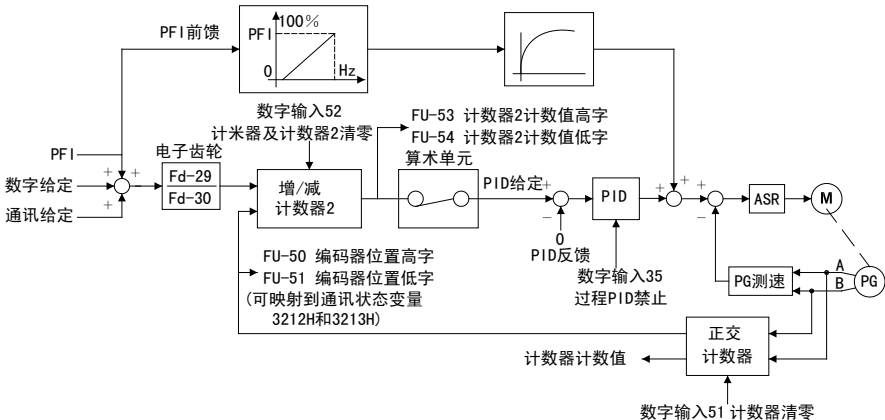 PFI前馈
100%
PFI
0
Hz
数字输入52
计米器及计数器2清零
FU-53 计数器2计数值高字
FU-54 计数器2计数值低字
PFI
电子齿轮
算术单元
数字给定
通讯给定
+
+
+
+
Fd-29
Fd-30
增/减
计数器2
PID给定
+
−
0
PID反馈
PID
+
+
+
−
ASR
M
FU-50 编码器位置高字
FU-51 编码器位置低字
(可映射到通讯状态变量
3212H和3213H)
数字输入35
过程PID禁止
PG测速
A
B
PG
正交
计数器
计数器计数值
数字输入51 计数器清零